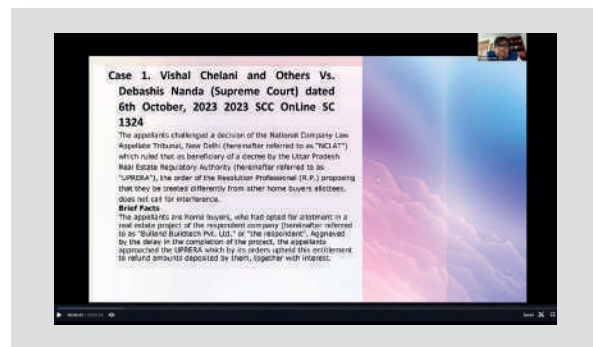 Case 1. Vishal Chelani and Others Vs.
Debashis Nanda (Supreme Court) dated
6th October, 2023 2023 SCC OnLine SC
1324
The appellants challenged a decision of the National Company Law
Appellate Tribunal, New Delhi (hereinafter referred to as "NCLAT")
which ruled that as beneficiary of a decree by the Uttar Pradesh
Real Estate Regulatory Authority (hereinafter referred to as
"UPRERA"), the order of the Resolution Professional (R.P.) proposing
that they be treated differently from other home buyers allottees,
does not call for interference.
Brief Facts
The appellants are home buyers, who had opted for allotment in a
real estate project of the respondent company [hereinafter referred
to as "Bulland Buildtech Pvt. Ltd." or "the respondent". Aggrieved
by the delay in the completion of the project, the appellants
approached the UPRERA which by its orders upheld this entitlement
to refund amounts deposited by them, together with interest.